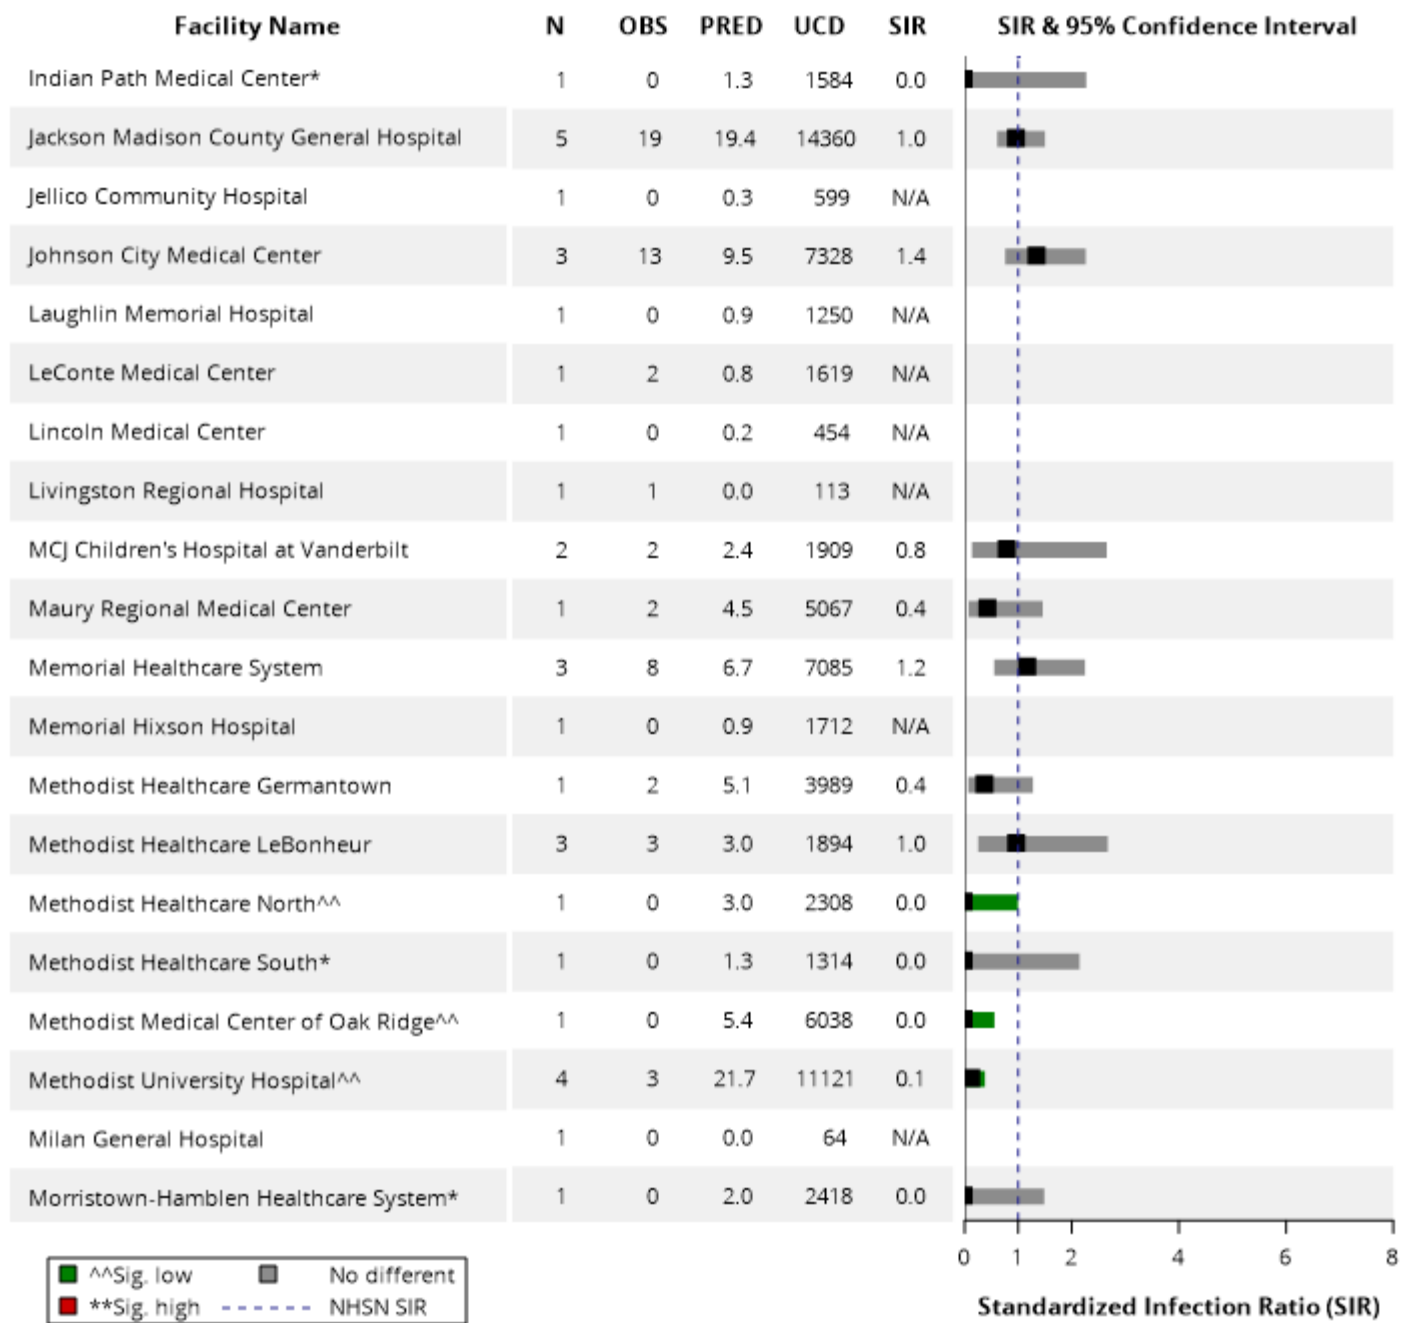 Facility Name N OBS PRED UCD SIR SIR & 95% Confidence Interval
Indian Path Medical Center* 1 0 1.3 1584 0.0
Jackson Madison County General Hospital 5 19 19.4 14360 1.0
Jellico Community Hospital 1 0 0.3 599 N/A
Johnson City Medical Center 3 13 9.5 7328 1.4
Laughlin Memorial Hospital 1 0 0.9 1250 N/A
LeConte Medical Center 1 2 0.8 1619 N/A
Lincoln Medical Center 1 0 0.2 454 N/A
Livingston Regional Hospital 1 1 0.0 113 N/A
MCJ Children's Hospital at Vanderbilt 2 2 2.4 1909 0.8
Maury Regional Medical Center 1 2 4.5 5067 0.4
Memorial Healthcare System 3 8 6.7 7085 1.2
Memorial Hixson Hospital 1 0 0.9 1712 N/A
Methodist Healthcare Germantown 1 2 5.1 3989 0.4
Methodist Healthcare LeBonheur 3 3 3.0 1894 1.0
Methodist Healthcare North^^ 1 0 3.0 2308 0.0
Methodist Healthcare South* 1 0 1.3 1314 0.0
Methodist Medical Center of Oak Ridge^^ 1 0 5.4 6038 0.0
Methodist University Hospital^^ 4 3 21.7 11121 0.1
Milan General Hospital 1 0 0.0 64 N/A
Morristown-Hamblen Healthcare System* 1 0 2.0 2418 0.0
0 1 2 4 6 8
^^Sig. low No different
**Sig. high NHSN SIR
Standardized Infection Ratio (SIR)